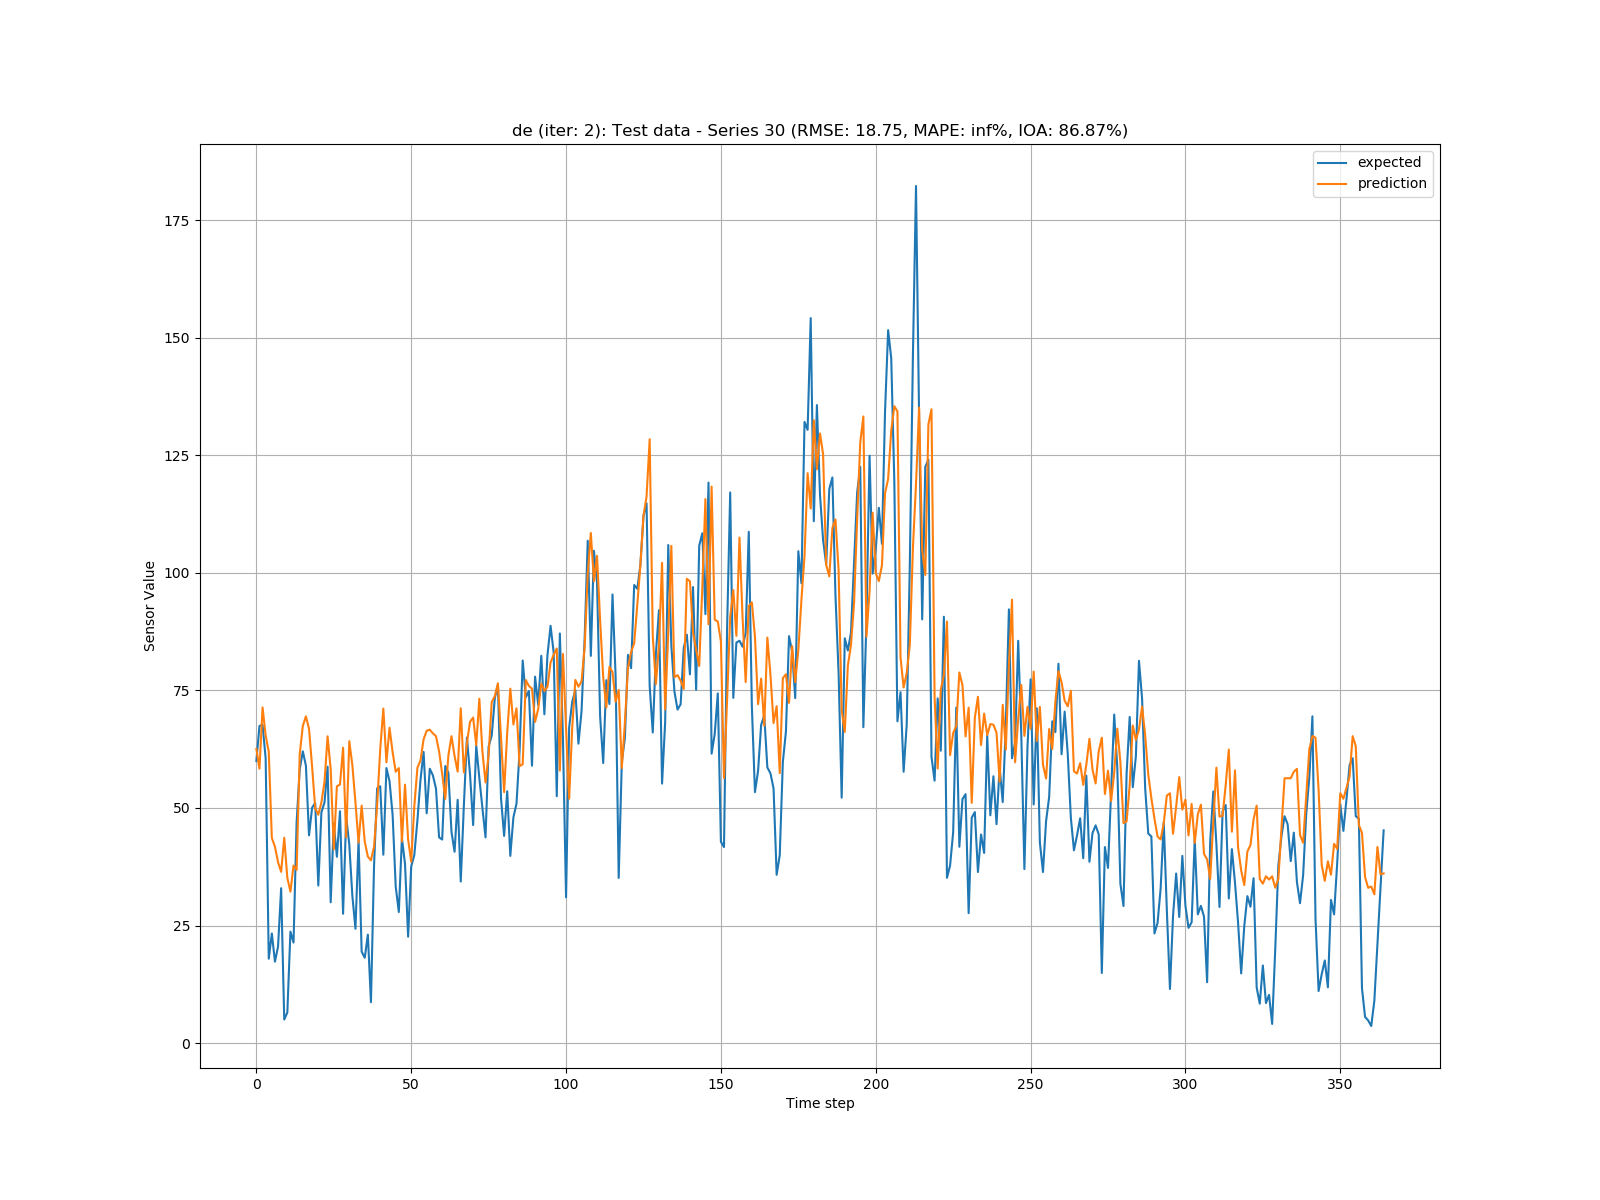 de (iter: 2): Test data - Series 30 (RMSE: 18.75, MAPE: inf%, IOA: 86.87%)
expected
prediction
175
150
125
100
75
50
25
0
Sensor Value
0 50 100 150 200 250 300 350
Time step